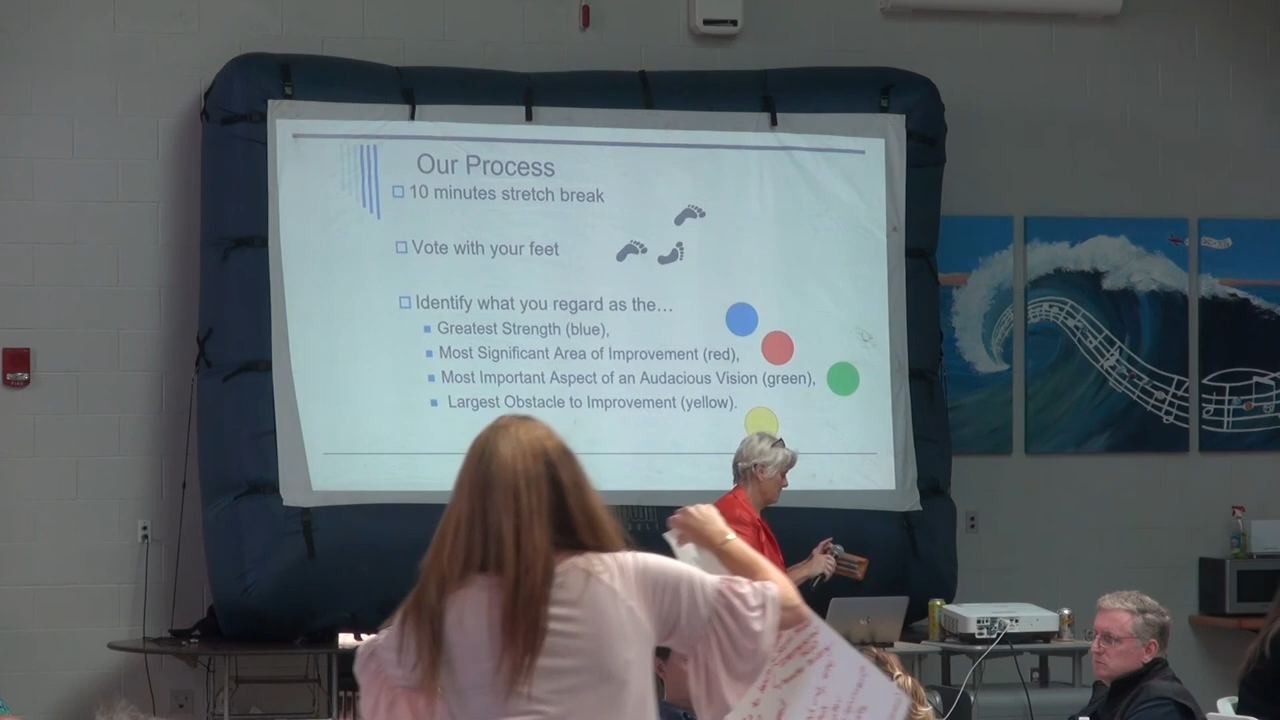 Our Process
10 minutes stretch break
Vote with your feet
Identify what you regard as the…
Greatest Strength (blue),
Most Significant Area of Improvement (red),
Most Important Aspect of an Audacious Vision (green),
Largest Obstacle to Improvement (yellow).